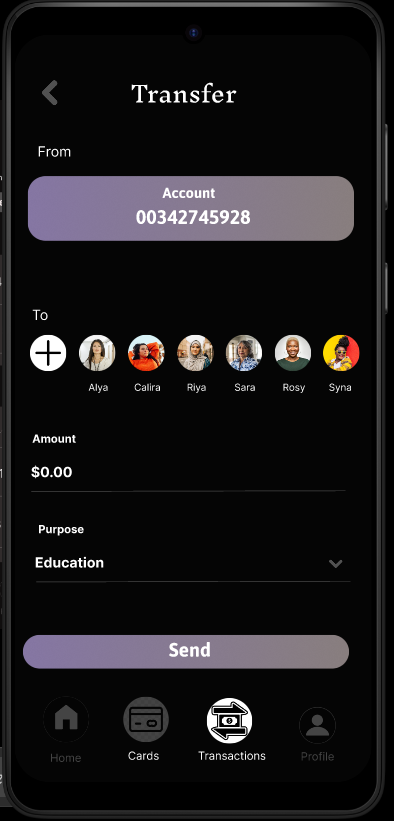 Transfer
From
Account
00342745928
To
Alya Calira Riya Sara Rosy Syna
Amount
$0.00
Purpose
Education
Send
Home Cards Transactions Profile